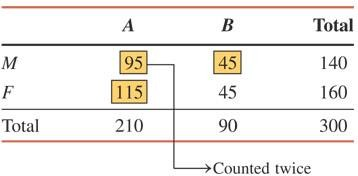 A B Total
M 95 45 140
F 115 45 160
Total 210 90 300
Counted twice